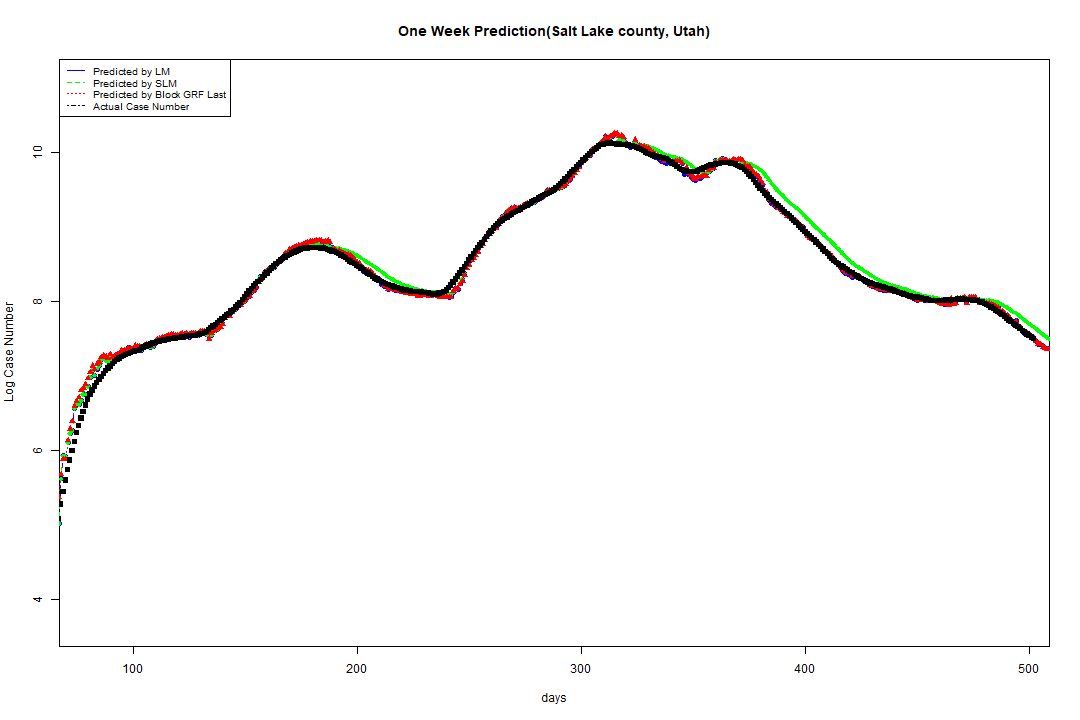 One Week Prediction(Salt Lake county, Utah)
Predicted by LM
Predicted by SLM
Predicted by Block GRF Last
Actual Case Number
10
8
6
4
Log Case Number
100 200 300 400 500
days